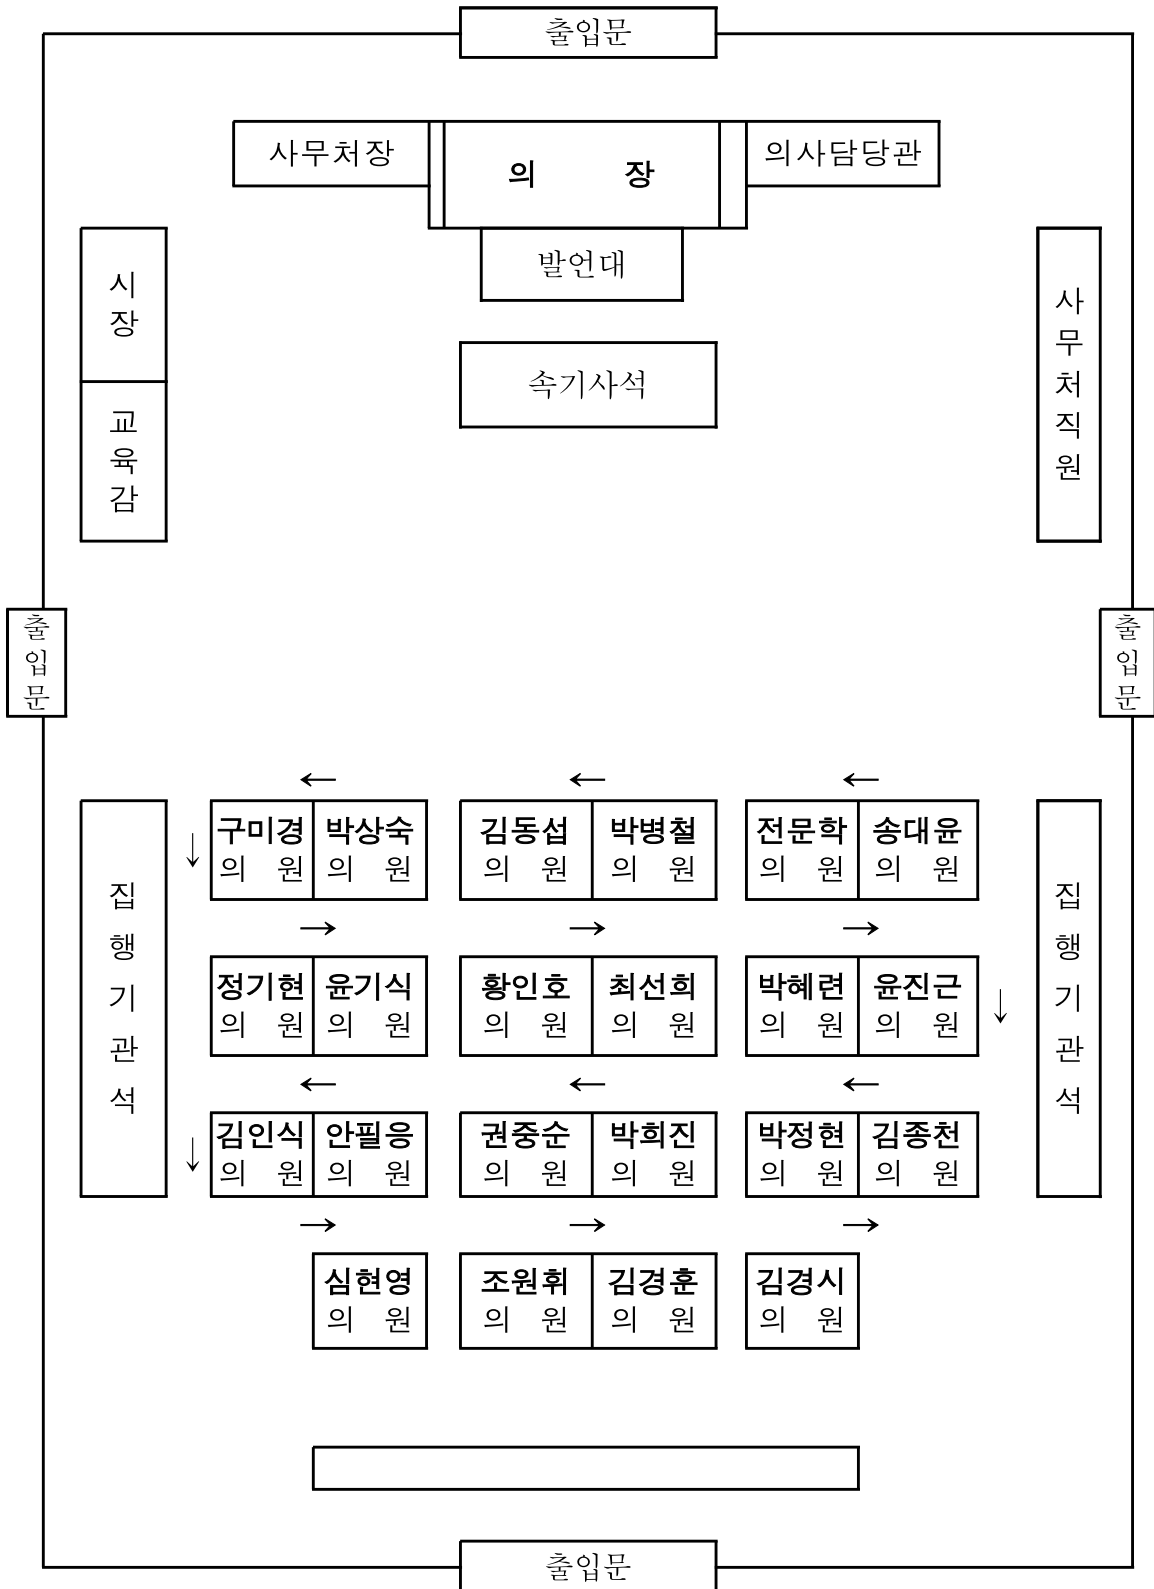 출입문
사무처장
의 장
의사담당관
발언대
시장
교육감
속기사석
사무처직원
출입문
출입문
← ← ←
집행기관석
↓
구미경 박상숙 김동섭 박병철 전문학 송대윤
의 원 의 원 의 원 의 원 의 원 의 원
집행기관석
→ → →
정기현 윤기식 황인호 최선희 박혜련 윤진근
의 원 의 원 의 원 의 원 의 원 의 원
↓
← ← ←
↓
김인식 안필응 권중순 박희진 박정현 김종천
의 원 의 원 의 원 의 원 의 원 의 원
→ → →
심현영 조원휘 김경훈 김경시
의 원 의 원 의 원 의 원
출입문